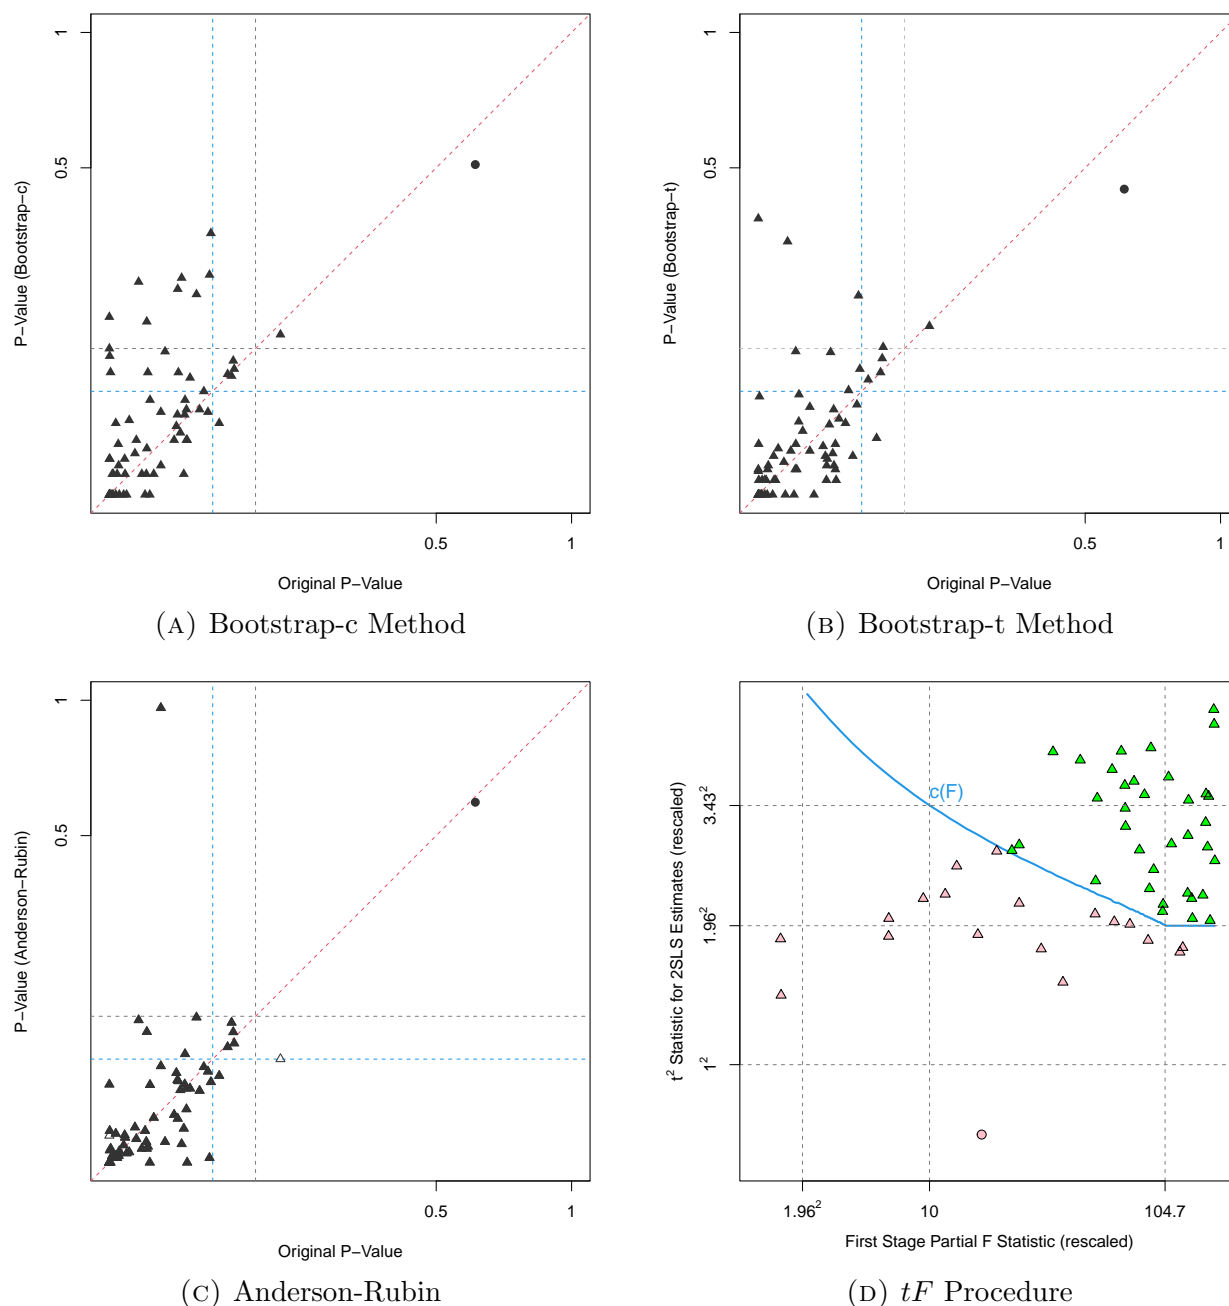 1
0.5
P−Value (Bootstrap−c)
0.5
1
Original P−Value
(A) Bootstrap-c Method
1
0.5
P−Value (Bootstrap−t)
0.5
1
Original P−Value
(B) Bootstrap-t Method
1
0.5
P−Value (Anderson−Rubin)
0.5
1
Original P−Value
(C) Anderson-Rubin
c(F)
3.43²
1.96²
1²
t² Statistic for 2SLS Estimates (rescaled)
1.96²
10
104.7
First Stage Partial F Statistic (rescaled)
(D) tF Procedure